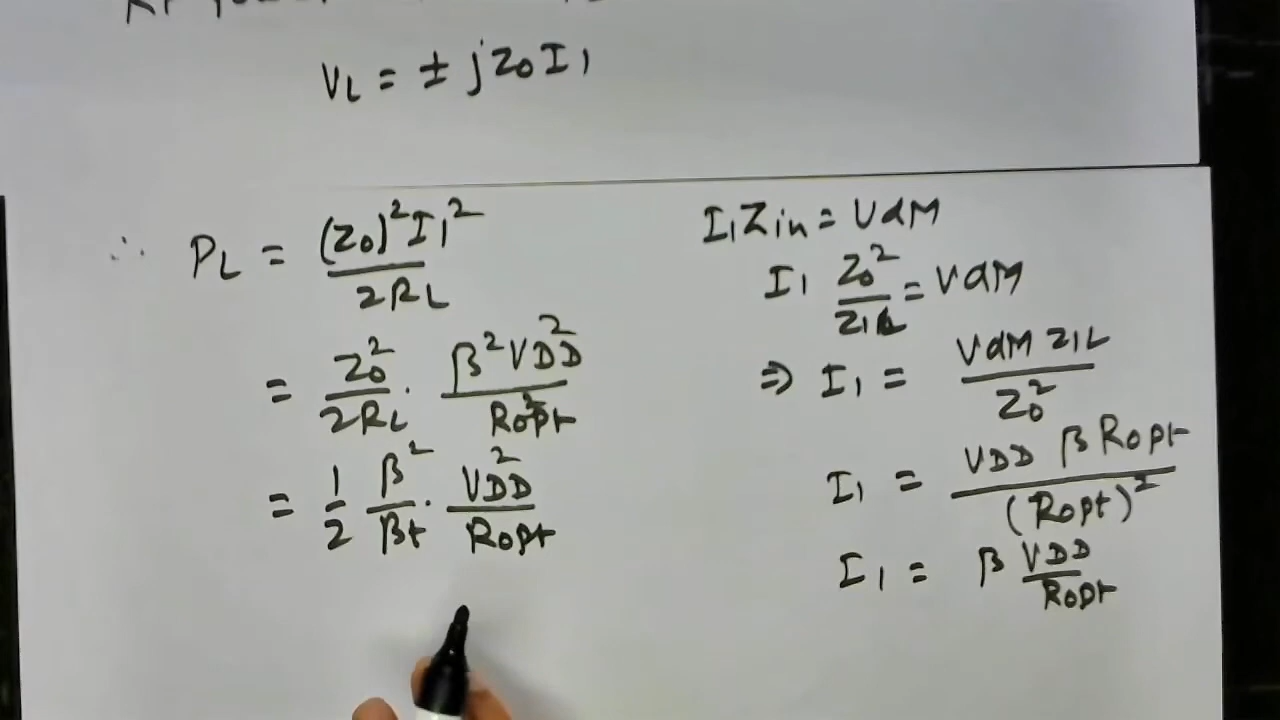 VL = ± jZ0I1
∴ PL = (Z0)²I1² / 2RL
= Z0² / 2RL . β²VDD² / Ropt²
= 1/2 β²/βt . VDD² / Ropt
I1Zin = VdM
I1 Z0² / Z1L = VdM
⇒ I1 = VdM Z1L / Z0²
I1 = VDD β Ropt / (Ropt)²
I1 = β VDD / Ropt